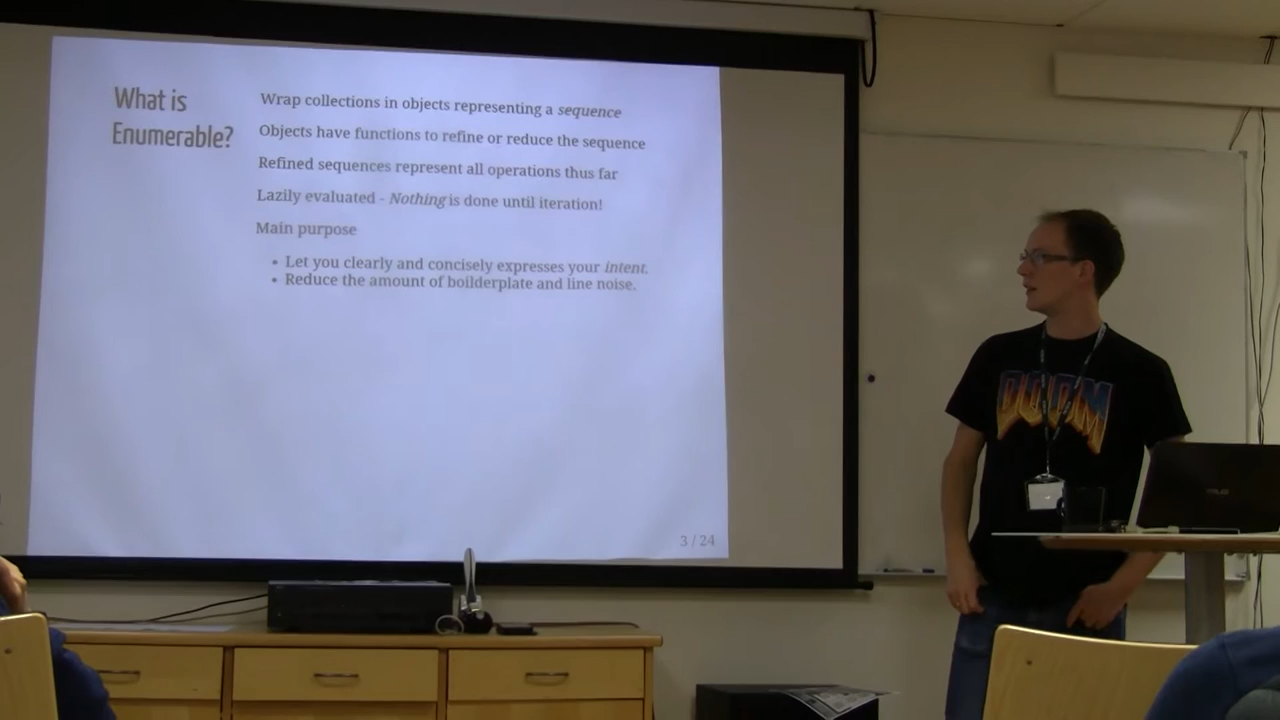 What is
Enumerable?
Wrap collections in objects representing a sequence
Objects have functions to refine or reduce the sequence
Refined sequences represent all operations thus far
Lazily evaluated - Nothing is done until iteration!
Main purpose
• Let you clearly and concisely expresses your intent.
• Reduce the amount of boilderplate and line noise.
3 / 24
DOOM
ASUS